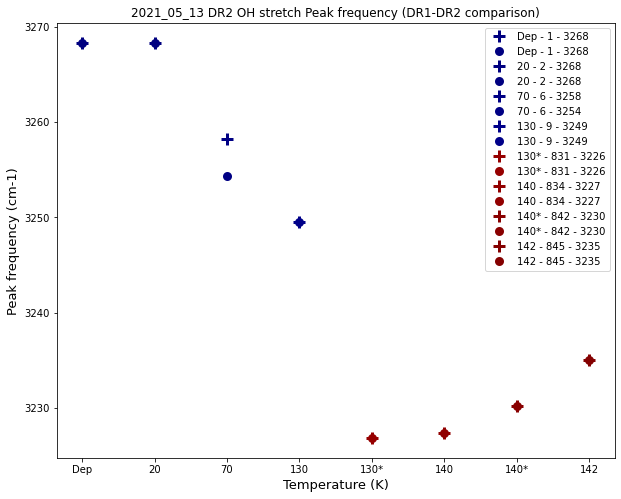 2021_05_13 DR2 OH stretch Peak frequency (DR1-DR2 comparison)
Peak frequency (cm-1)
3270
3260
3250
3240
3230
Dep - 1 - 3268
Dep - 1 - 3268
20 - 2 - 3268
20 - 2 - 3268
70 - 6 - 3258
70 - 6 - 3254
130 - 9 - 3249
130 - 9 - 3249
130* - 831 - 3226
130* - 831 - 3226
140 - 834 - 3227
140 - 834 - 3227
140* - 842 - 3230
140* - 842 - 3230
142 - 845 - 3235
142 - 845 - 3235
Dep 20 70 130 130* 140 140* 142
Temperature (K)